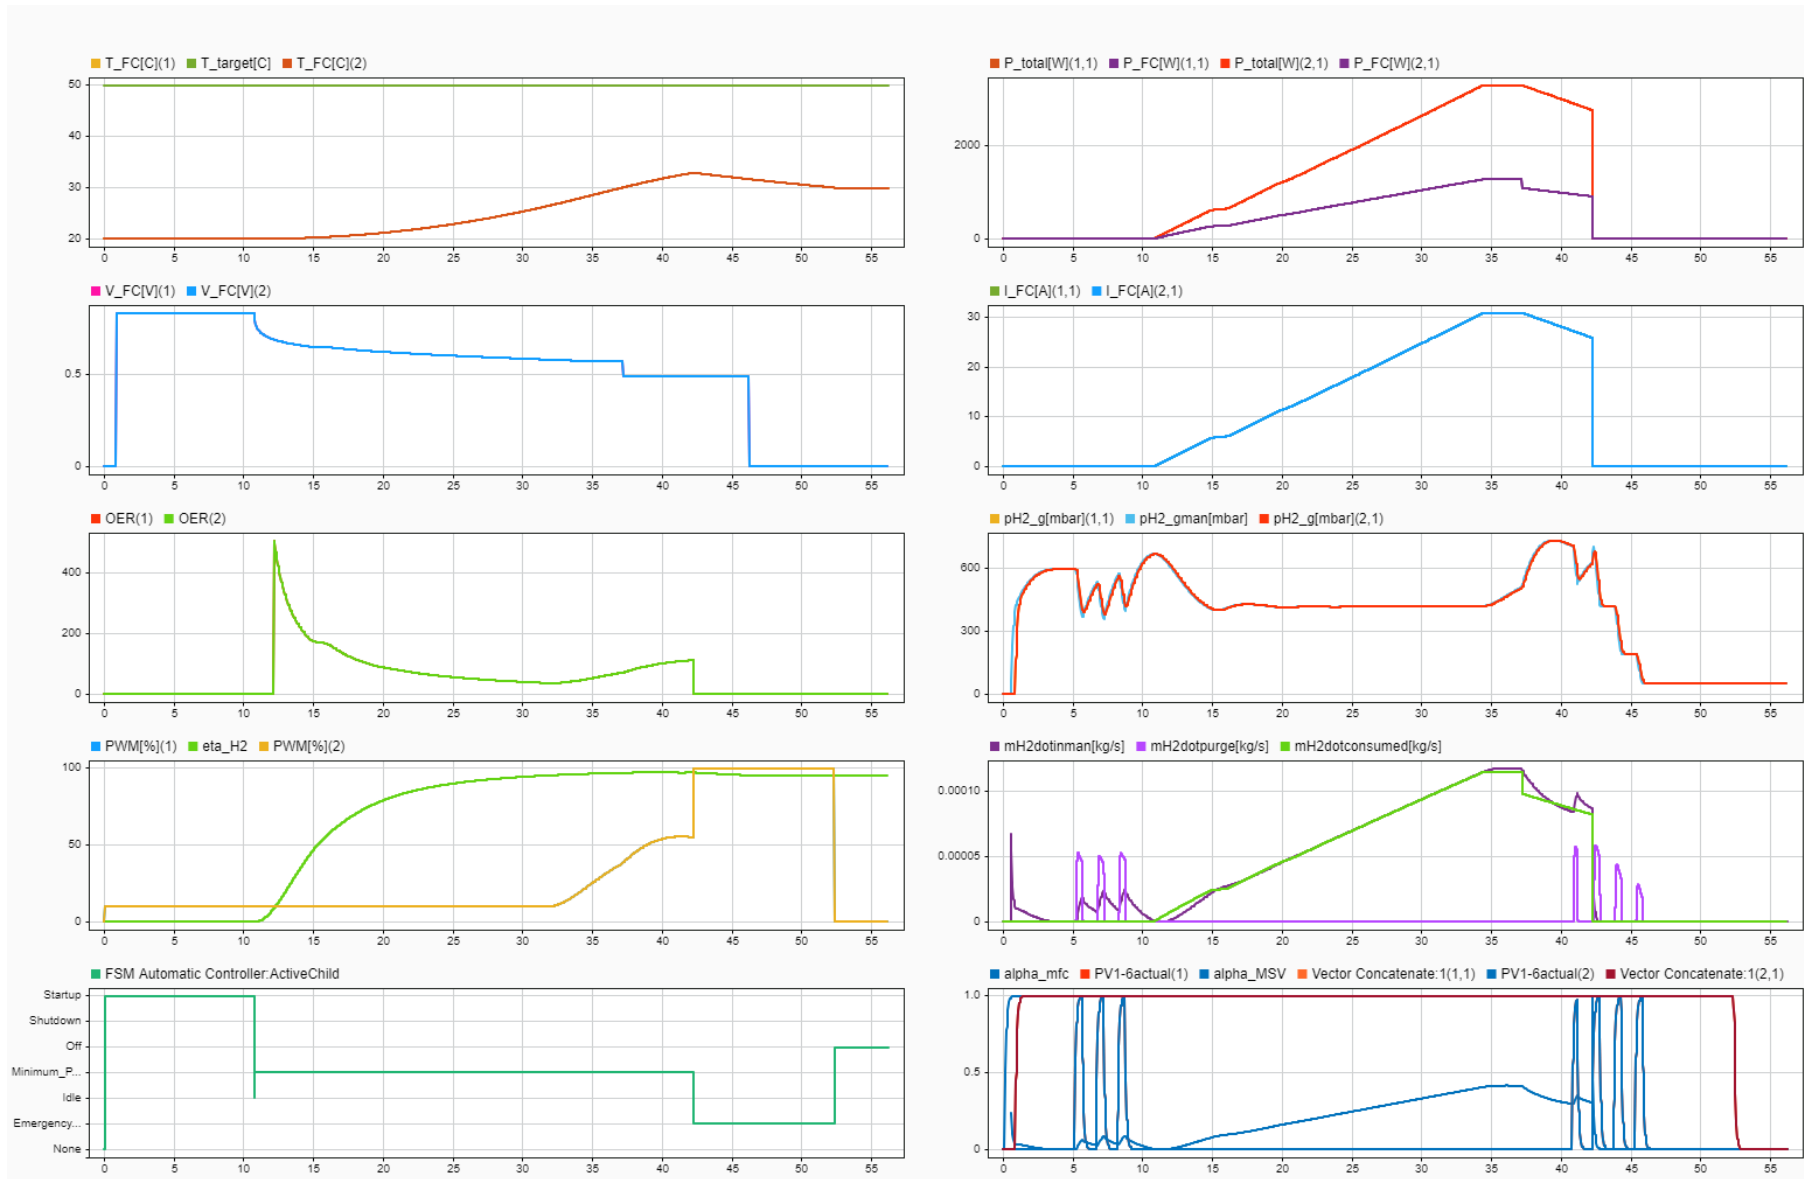 T_FC[C](1) T_target[C] T_FC[C](2)
50
40
30
20
0 5 10 15 20 25 30 35 40 45 50 55
P_total[W](1,1) P_FC[W](1,1) P_total[W](2,1) P_FC[W](2,1)
2000
0
0 5 10 15 20 25 30 35 40 45 50 55
V_FC[V](1) V_FC[V](2)
0.5
0
0 5 10 15 20 25 30 35 40 45 50 55
I_FC[A](1,1) I_FC[A](2,1)
30
20
10
0
0 5 10 15 20 25 30 35 40 45 50 55
OER(1) OER(2)
400
200
0
0 5 10 15 20 25 30 35 40 45 50 55
pH2_g[mbar](1,1) pH2_gman[mbar] pH2_g[mbar](2,1)
600
300
0
0 5 10 15 20 25 30 35 40 45 50 55
PWM[%](1) eta_H2 PWM[%](2)
100
50
0
0 5 10 15 20 25 30 35 40 45 50 55
mH2dotinman[kg/s] mH2dotpurge[kg/s] mH2dotconsumed[kg/s]
0.00010
0.00005
0
0 5 10 15 20 25 30 35 40 45 50 55
FSM Automatic Controller:ActiveChild
Startup
Shutdown
Off
Minimum_P...
Idle
Emergency...
None
0 5 10 15 20 25 30 35 40 45 50 55
alpha_mfc PV1-6actual(1) alpha_MSV Vector Concatenate:1(1,1) PV1-6actual(2) Vector Concatenate:1(2,1)
1.0
0.5
0
0 5 10 15 20 25 30 35 40 45 50 55